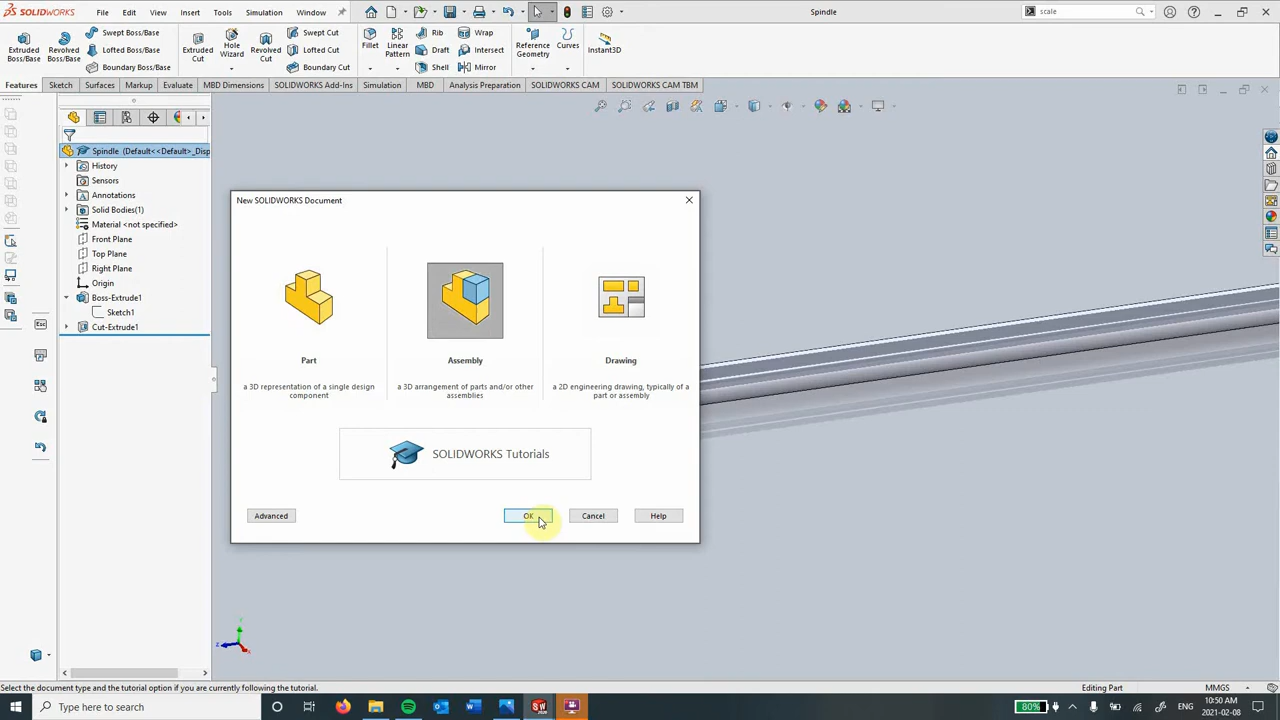 SOLIDWORKS File Edit View Insert Tools Simulation Window Spindle scale
Extruded Boss/Base
Revolved Boss/Base
Swept Boss/Base
Lofted Boss/Base
Boundary Boss/Base
Extruded Cut
Hole Wizard
Revolved Cut
Swept Cut
Lofted Cut
Boundary Cut
Fillet
Linear Pattern
Rib
Draft
Shell
Wrap
Intersect
Mirror
Reference Geometry
Curves
Instant3D
Features Sketch Surfaces Markup Evaluate MBD Dimensions SOLIDWORKS Add-Ins Simulation MBD Analysis Preparation SOLIDWORKS CAM SOLIDWORKS CAM TBM
Spindle (Default<<Default>_Disp
History
Sensors
Annotations
Solid Bodies(1)
Material <not specified>
Front Plane
Top Plane
Right Plane
Origin
Boss-Extrude1
Sketch1
Cut-Extrude1
Esc
New SOLIDWORKS Document
Part
a 3D representation of a single design
component
Assembly
a 3D arrangement of parts and/or other
assemblies
Drawing
a 2D engineering drawing, typically of a
part or assembly
SOLIDWORKS Tutorials
Advanced OK Cancel Help
Y
Z
X
Select the document type and the tutorial option if you are currently following the tutorial. Editing Part MMGS
Type here to search 80% ENG 10:50 AM
2021-02-08